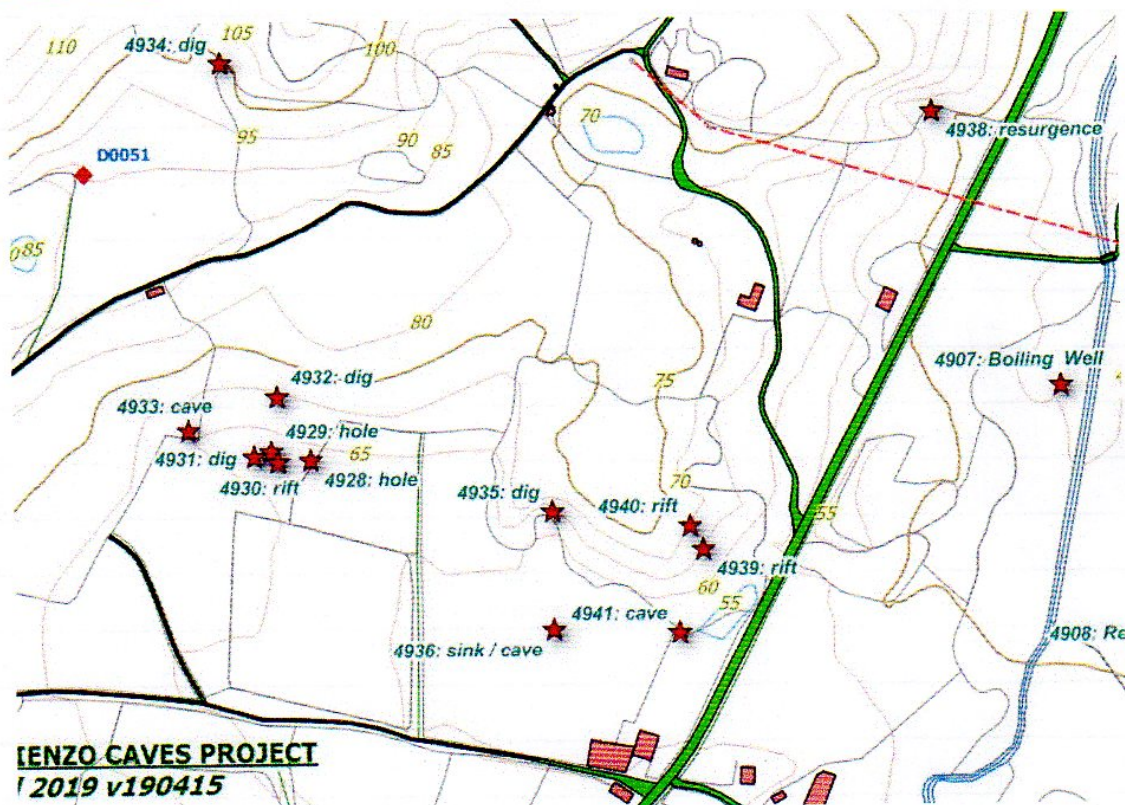 105
110
4934: dig
100
95
90
85
70
4938: resurgence
D0051
85
80
4907: Boiling Well
4932: dig
75
4933: cave
4929: hole
65
4931: dig
4930: rift
4928: hole
70
4935: dig
4940: rift
55
4939: rift
60
55
4941: cave
4936: sink / cave
4908: Re
ENZO CAVES PROJECT
2019 v190415